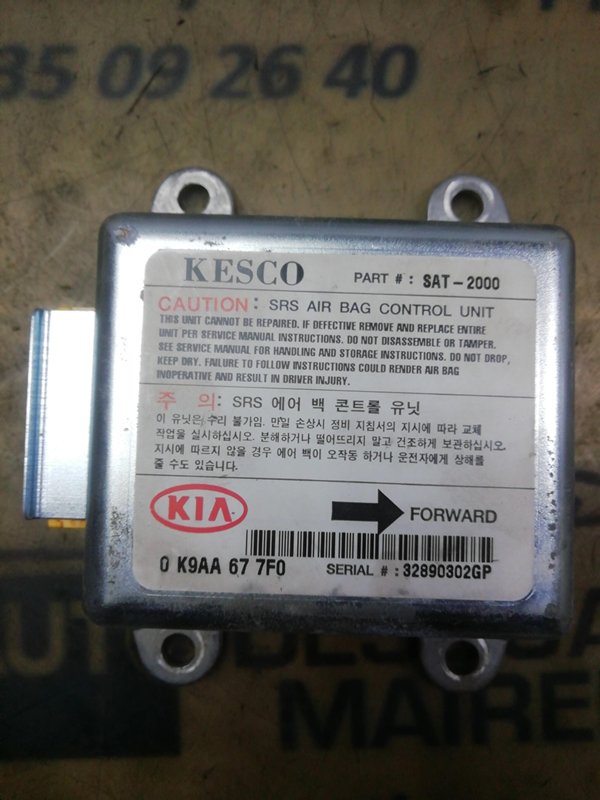 35 09 26 40
KESCO PART # : SAT-2000
CAUTION : SRS AIR BAG CONTROL UNIT
THIS UNIT CANNOT BE REPAIRED. IF DEFECTIVE REMOVE AND REPLACE ENTIRE
UNIT PER SERVICE MANUAL INSTRUCTIONS. DO NOT DISASSEMBLE OR TAMPER.
SEE SERVICE MANUAL FOR HANDLING AND STORAGE INSTRUCTIONS. DO NOT DROP,
KEEP DRY. FAILURE TO FOLLOW INSTRUCTIONS COULD RENDER AIR BAG
INOPERATIVE AND RESULT IN DRIVER INJURY.
주 의: SRS 에어 백 콘트롤 유닛
이 유닛은 수리 불가임. 만일 손상시 정비 지침서의 지시에 따라 교체
작업을 실시하십시오. 분해하거나 떨어뜨리지 말고 건조하게 보관하십시오.
지시에 따르지 않을 경우 에어 백이 오작동 하거나 운전자에게 상해를
줄 수도 있습니다.
KIA FORWARD
0 K9AA 67 7F0 SERIAL # : 32890302GP
MAIRE